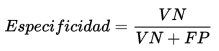 Especificidad = VN / (VN + FP)